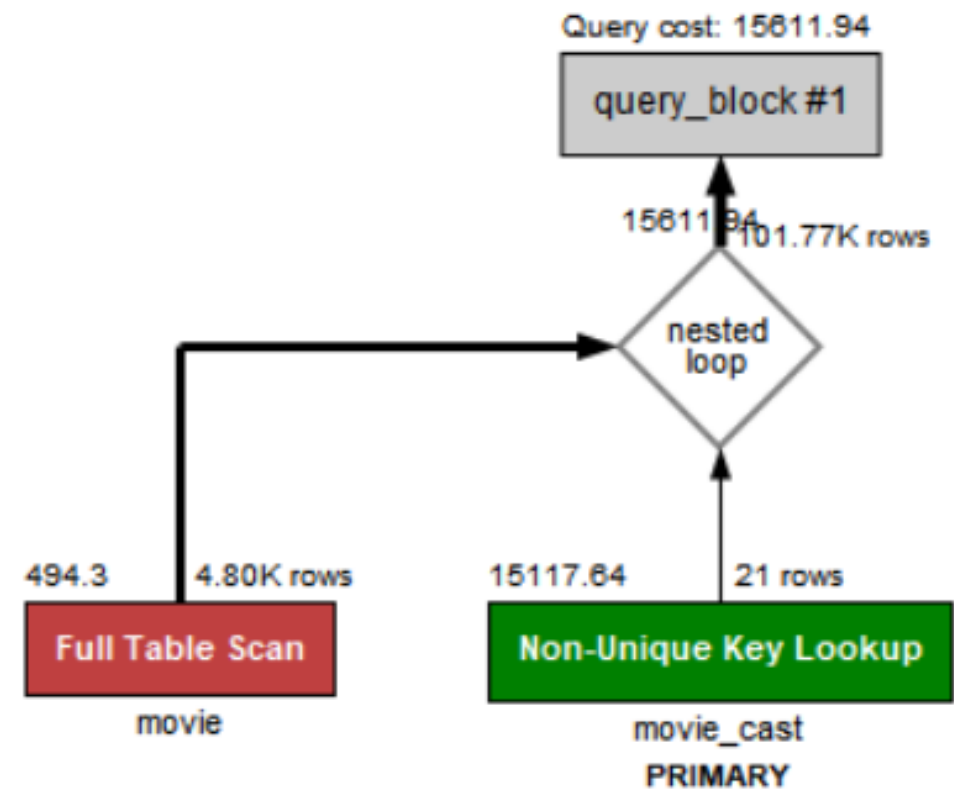 Query cost: 15611.94
query_block #1
15611.94
101.77K rows
nested
loop
494.3
4.80K rows
15117.64
21 rows
Full Table Scan
Non-Unique Key Lookup
movie
movie_cast
PRIMARY